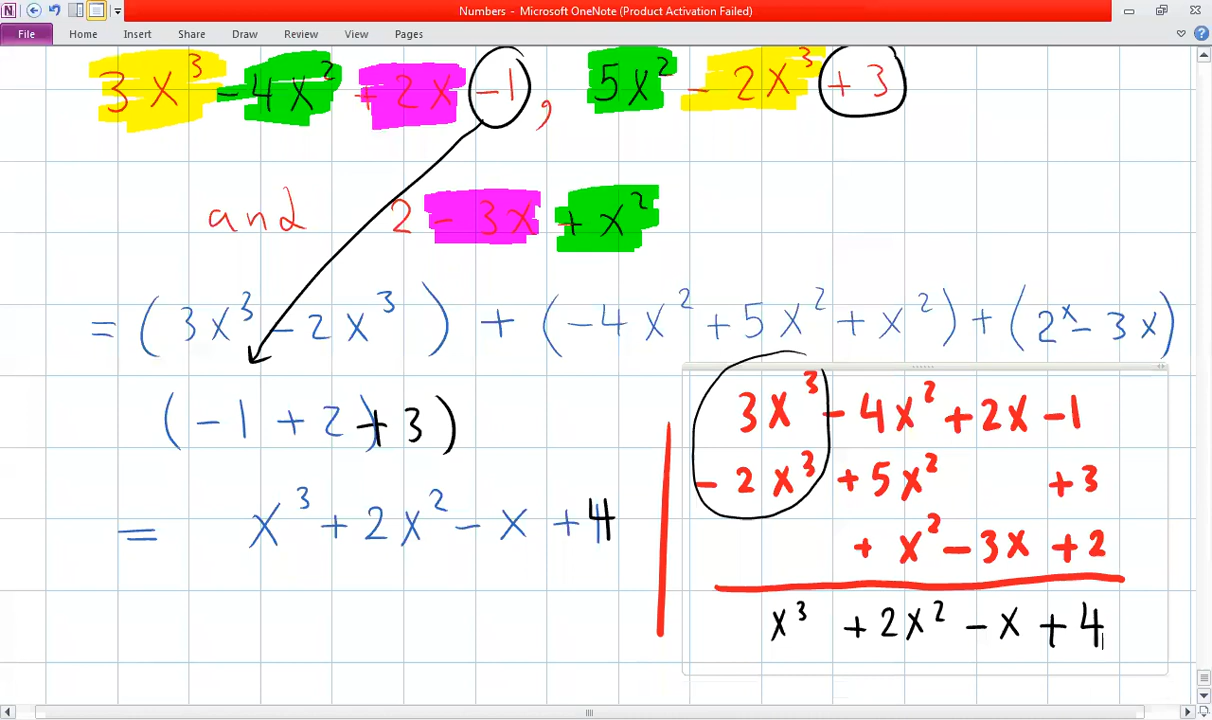 Numbers - Microsoft OneNote (Product Activation Failed)
File Home Insert Share Draw Review View Pages
3x³ - 4x² + 2x - 1, 5x² - 2x³ + 3
and 2 - 3x + x²
= (3x³ - 2x³) + (-4x² + 5x² + x²) + (2x - 3x)
(-1 + 2) + 3)
= x³ + 2x² - x + 4
3x³ - 4x² + 2x - 1
- 2x³ + 5x² + 3
+ x² - 3x + 2
x³ + 2x² - x + 4